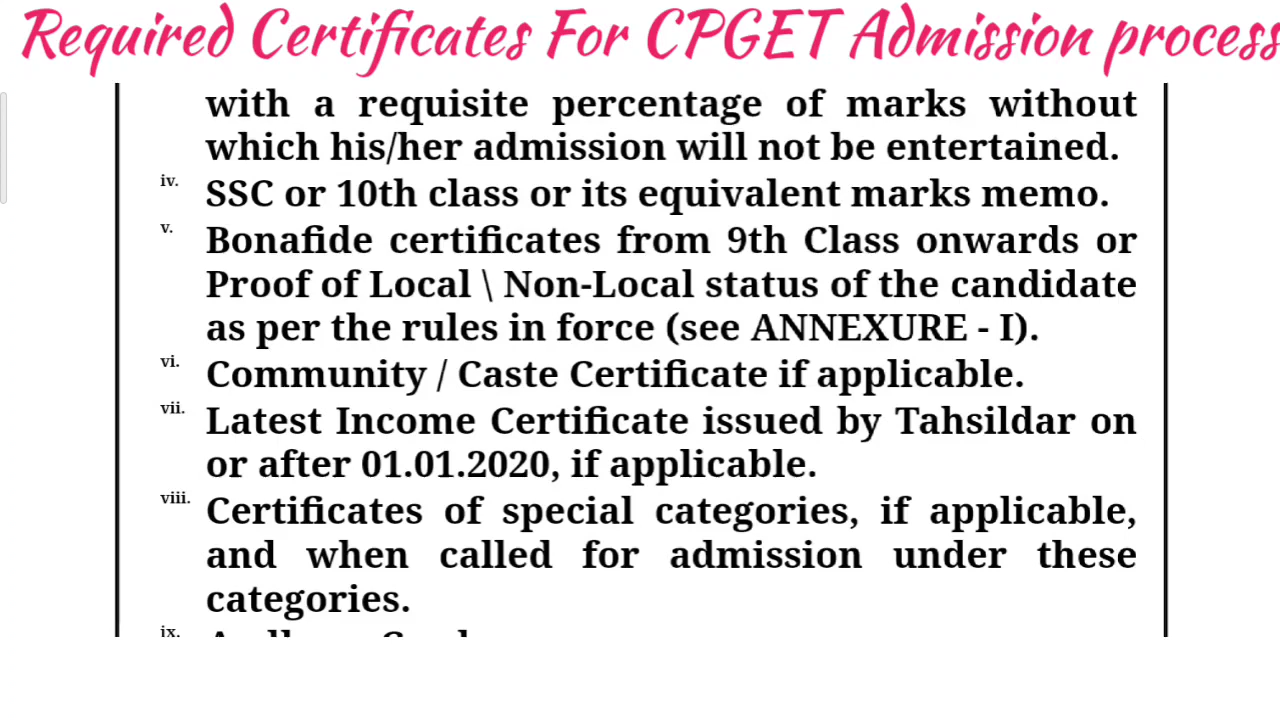 Required Certificates For CPGET Admission process
with a requisite percentage of marks without
which his/her admission will not be entertained.
iv. SSC or 10th class or its equivalent marks memo.
v. Bonafide certificates from 9th Class onwards or
Proof of Local \ Non-Local status of the candidate
as per the rules in force (see ANNEXURE - I).
vi. Community / Caste Certificate if applicable.
vii. Latest Income Certificate issued by Tahsildar on
or after 01.01.2020, if applicable.
viii. Certificates of special categories, if applicable,
and when called for admission under these
categories.
ix.